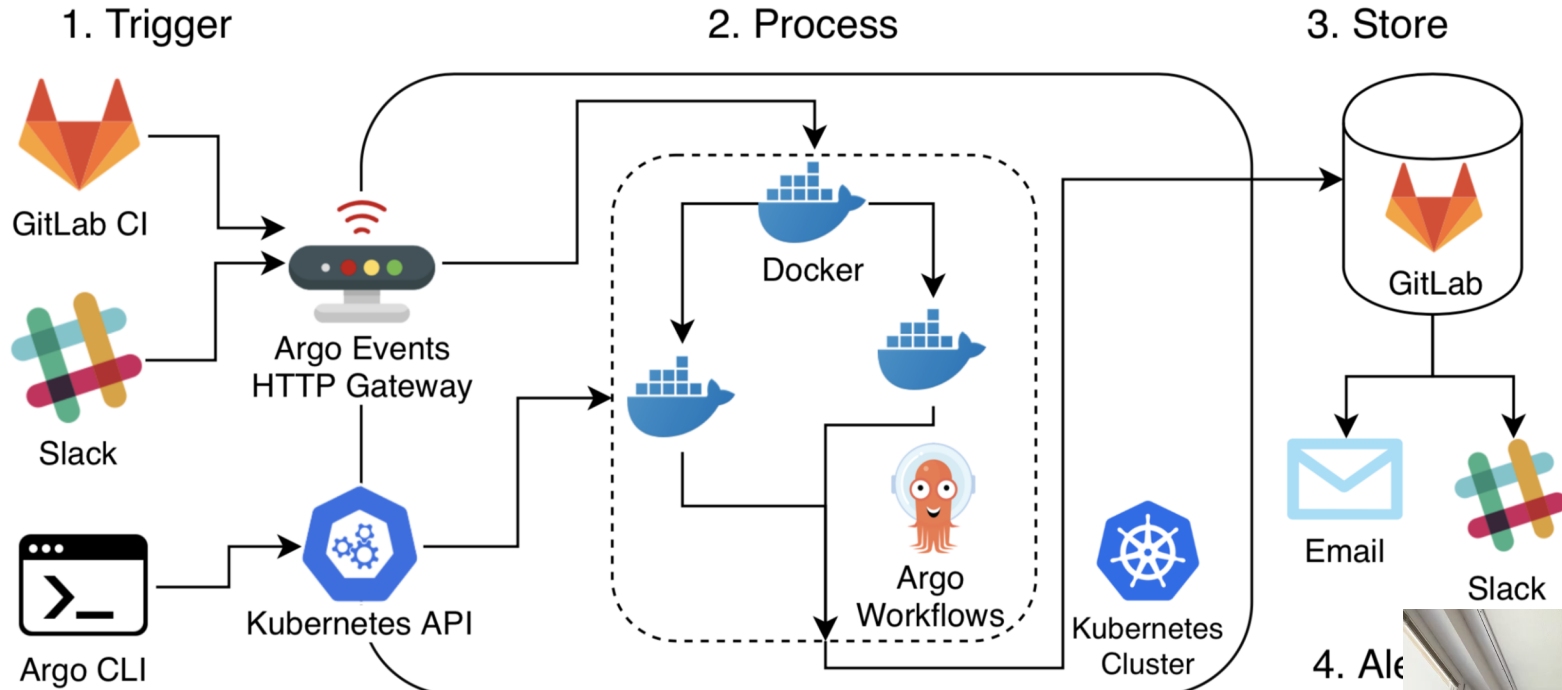 1. Trigger
2. Process
3. Store
GitLab CI
Slack
Argo CLI
Argo Events
HTTP Gateway
Kubernetes API
Docker
Argo
Workflows
Kubernetes
Cluster
GitLab
Email
Slack
4.